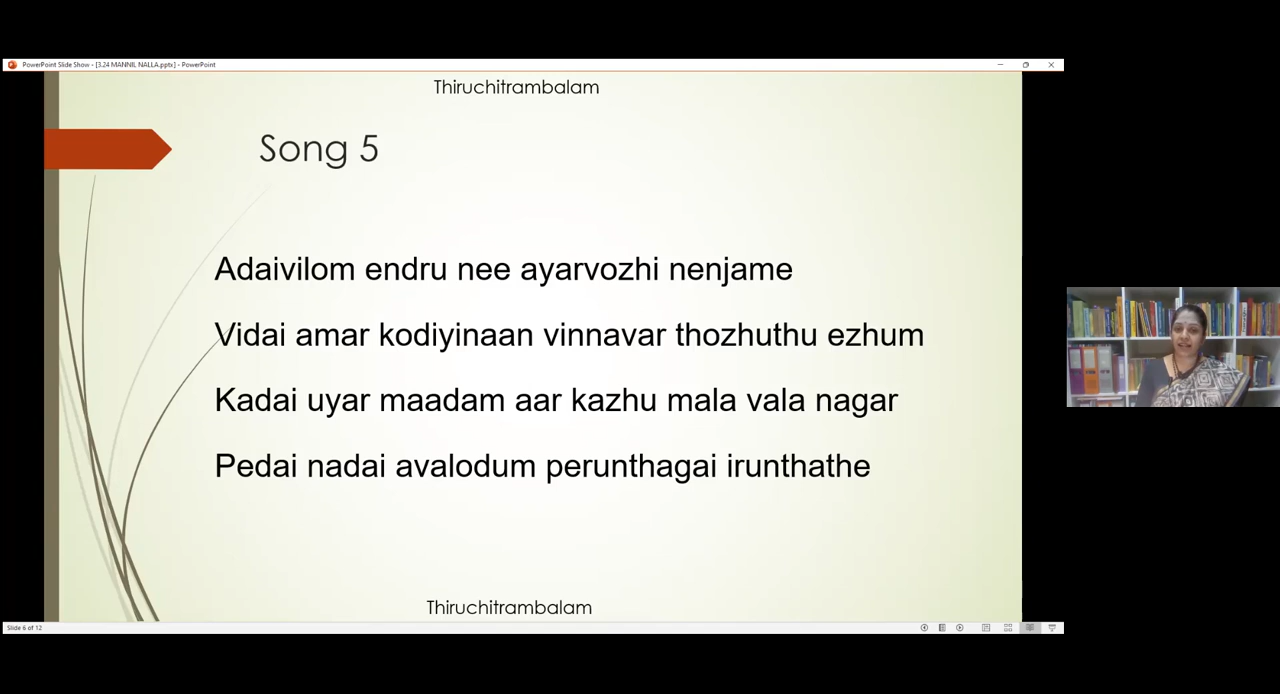 PowerPoint Slide Show - [3.24 MANNIL NALLA.pptx] - PowerPoint
Thiruchitrambalam
Song 5
Adaivilom endru nee ayarvozhi nenjame
Vidai amar kodiyinaan vinnavar thozhuthu ezhum
Kadai uyar maadam aar kazhu mala vala nagar
Pedai nadai avalodum perunthagai irunthathe
Thiruchitrambalam
Slide 6 of 12